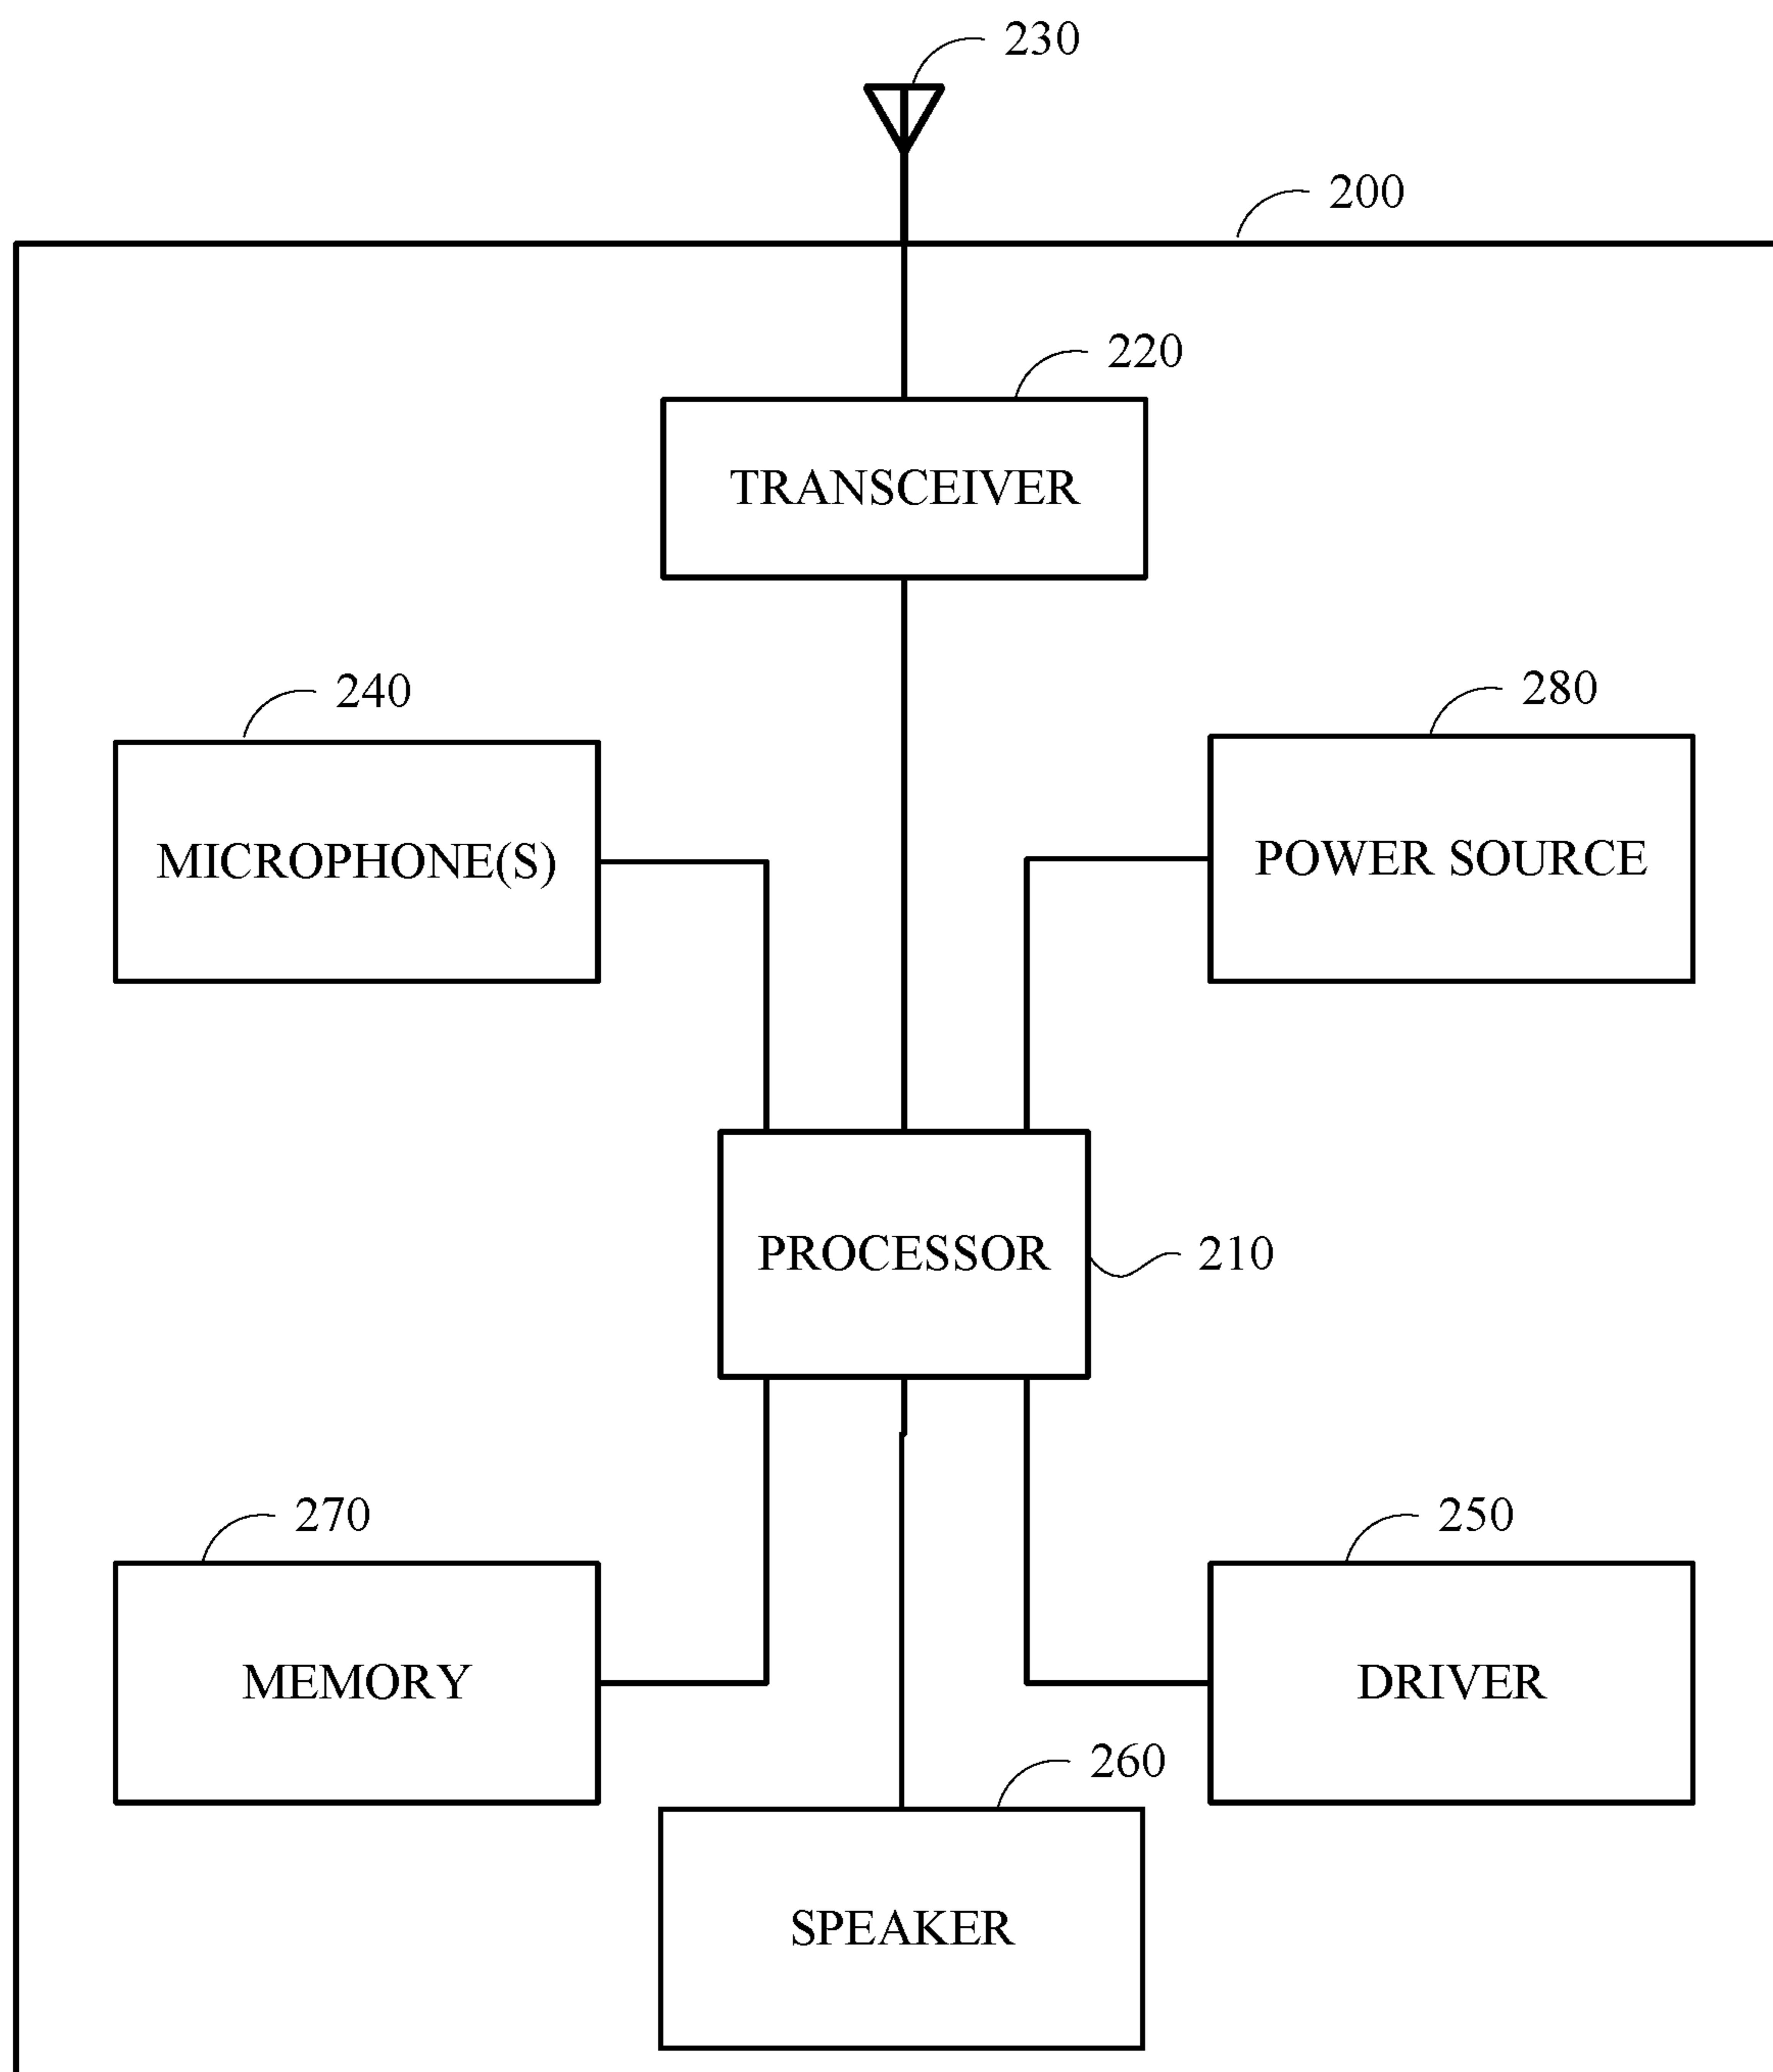 230
200
220
TRANSCEIVER
240
280
MICROPHONE(S)
POWER SOURCE
PROCESSOR
210
270
250
MEMORY
DRIVER
260
SPEAKER